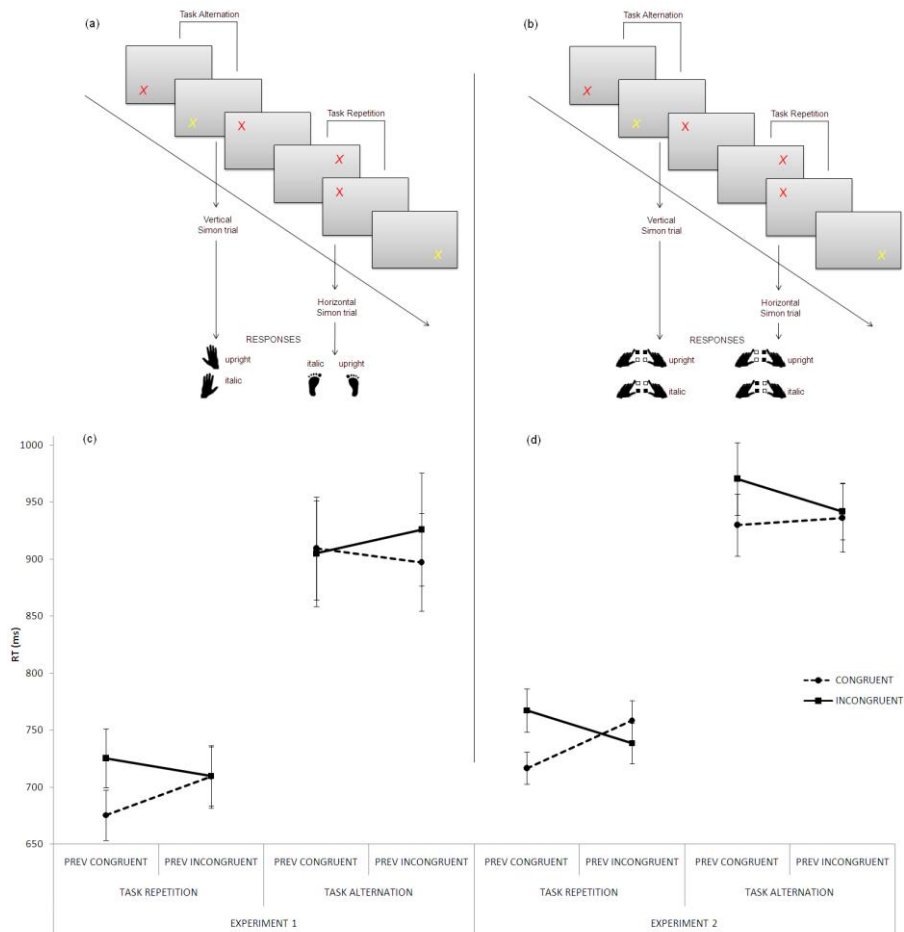 (a)
Task Alternation
X
X
X
Task Repetition
X
X
X
Vertical
Simon trial
Horizontal
Simon trial
RESPONSES
upright
italic
italic upright
(b)
Task Alternation
X
X
X
Task Repetition
X
X
X
Vertical
Simon trial
Horizontal
Simon trial
RESPONSES
upright
italic
upright
italic
(c)
(d)
1000
950
900
850
800
750
700
650
RT (ms)
CONGRUENT
INCONGRUENT
PREV CONGRUENT PREV INCONGRUENT PREV CONGRUENT PREV INCONGRUENT PREV CONGRUENT PREV INCONGRUENT PREV CONGRUENT PREV INCONGRUENT
TASK REPETITION TASK ALTERNATION TASK REPETITION TASK ALTERNATION
EXPERIMENT 1 EXPERIMENT 2